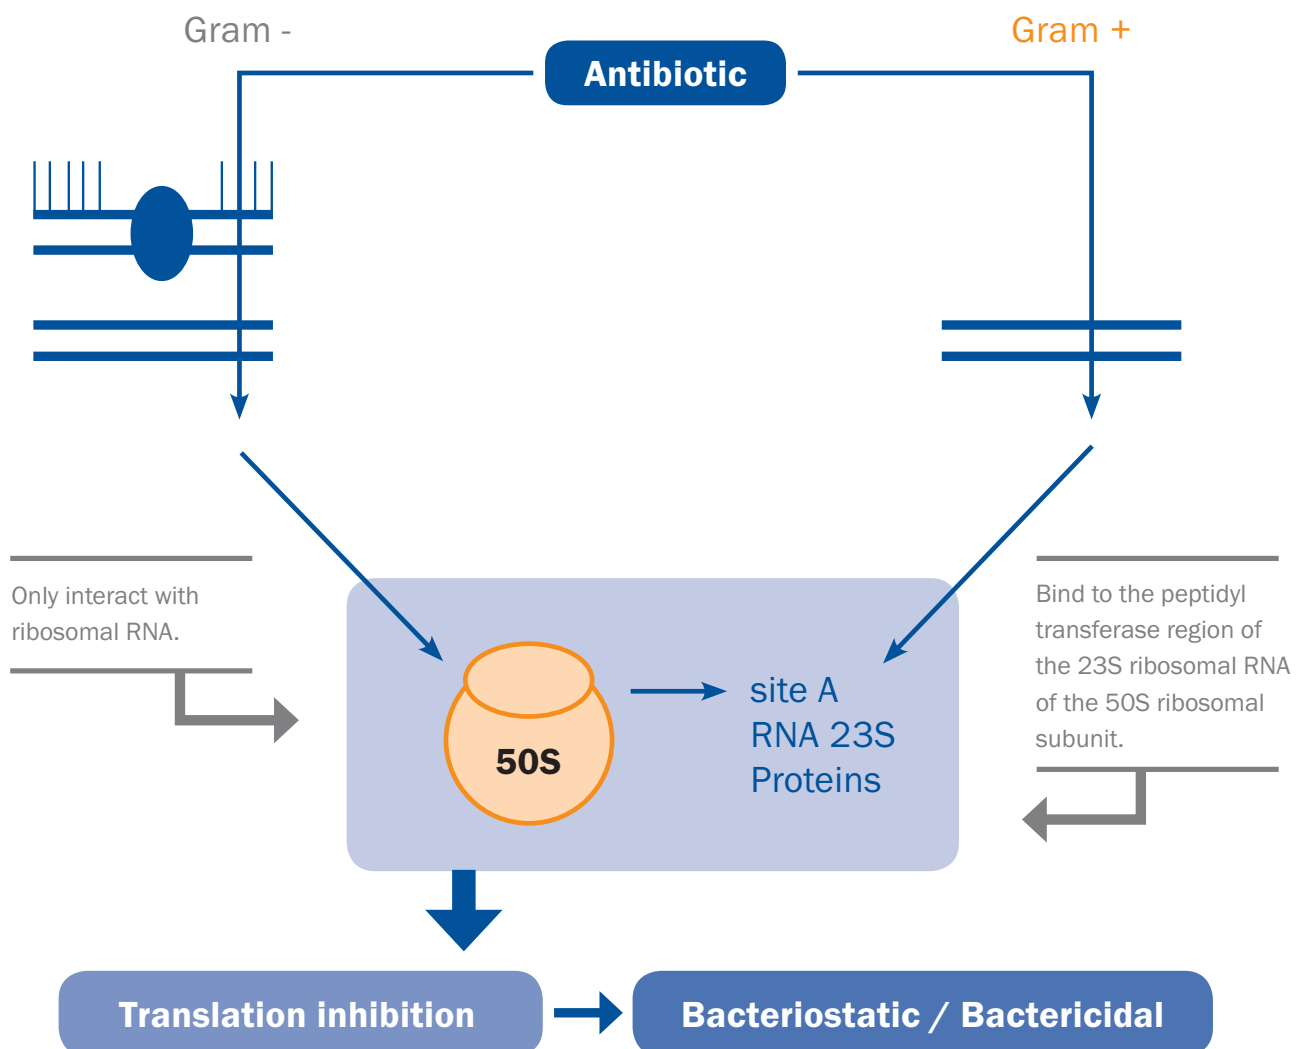 Gram -
Gram +
Antibiotic
Only interact with
ribosomal RNA.
Bind to the peptidyl
transferase region of
the 23S ribosomal RNA
of the 50S ribosomal
subunit.
50S
site A
RNA 23S
Proteins
Translation inhibition
Bacteriostatic / Bactericidal